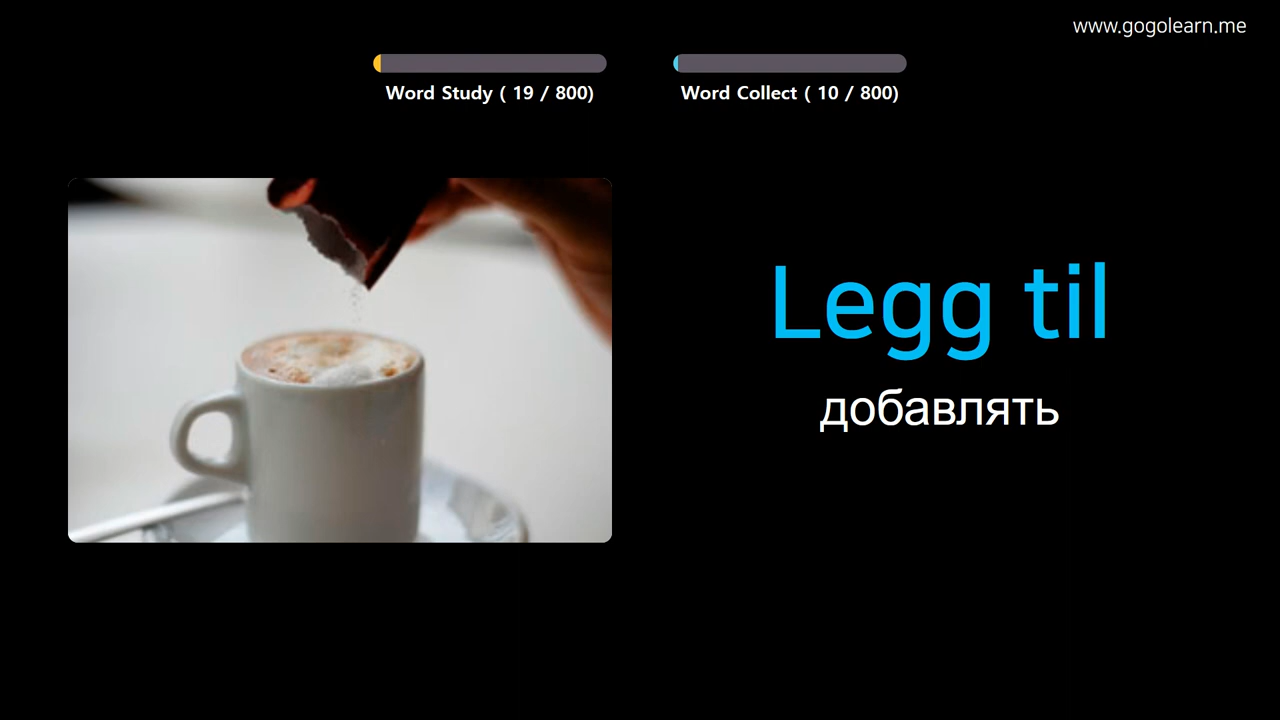 www.gogolearn.me
Word Study ( 19 / 800)
Word Collect ( 10 / 800)
Legg til
добавлять